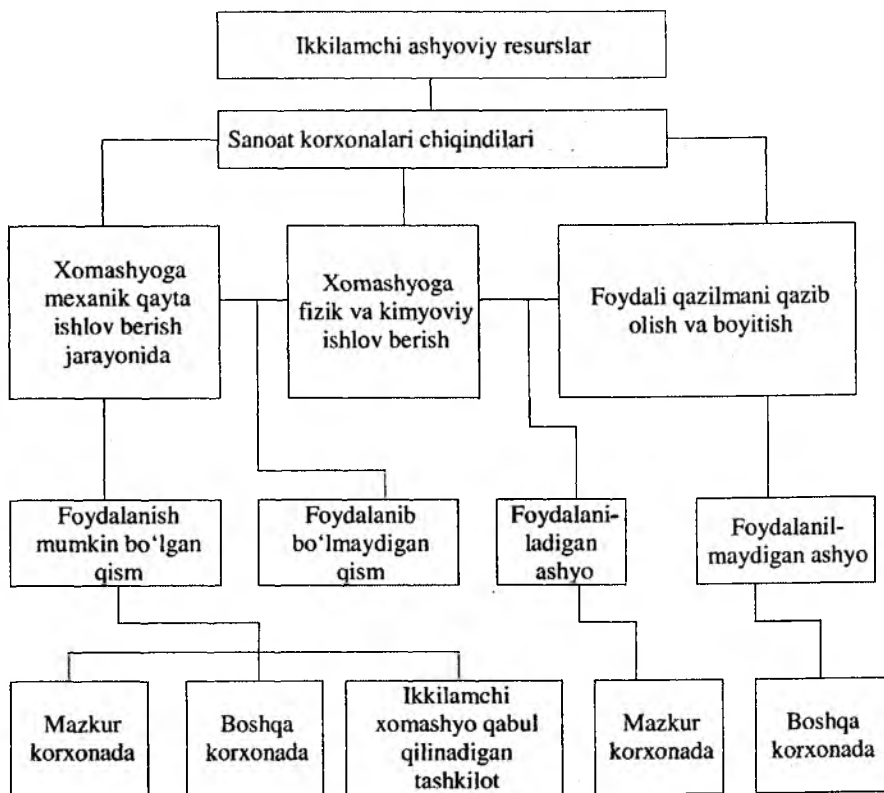 Ikkilamchi ashyoviy resurslar
Sanoat korxonalari chiqindilari
Xomashyoga
mexanik qayta
ishlov berish
jarayonida
Xomashyoga
fizik va kimyoviy
ishlov berish
Foydali qazilmani qazib
olish va boyitish
Foydalanish
mumkin bo‘lgan
qism
Foydalanib
bo‘lmaydigan
qism
Foydalani-
ladigan
ashyo
Foydalanil-
maydigan ashyo
Mazkur
korxonada
Boshqa
korxonada
Ikkilamchi
xomashyo qabul
qilinadigan
tashkilot
Mazkur
korxonada
Boshqa
korxonada